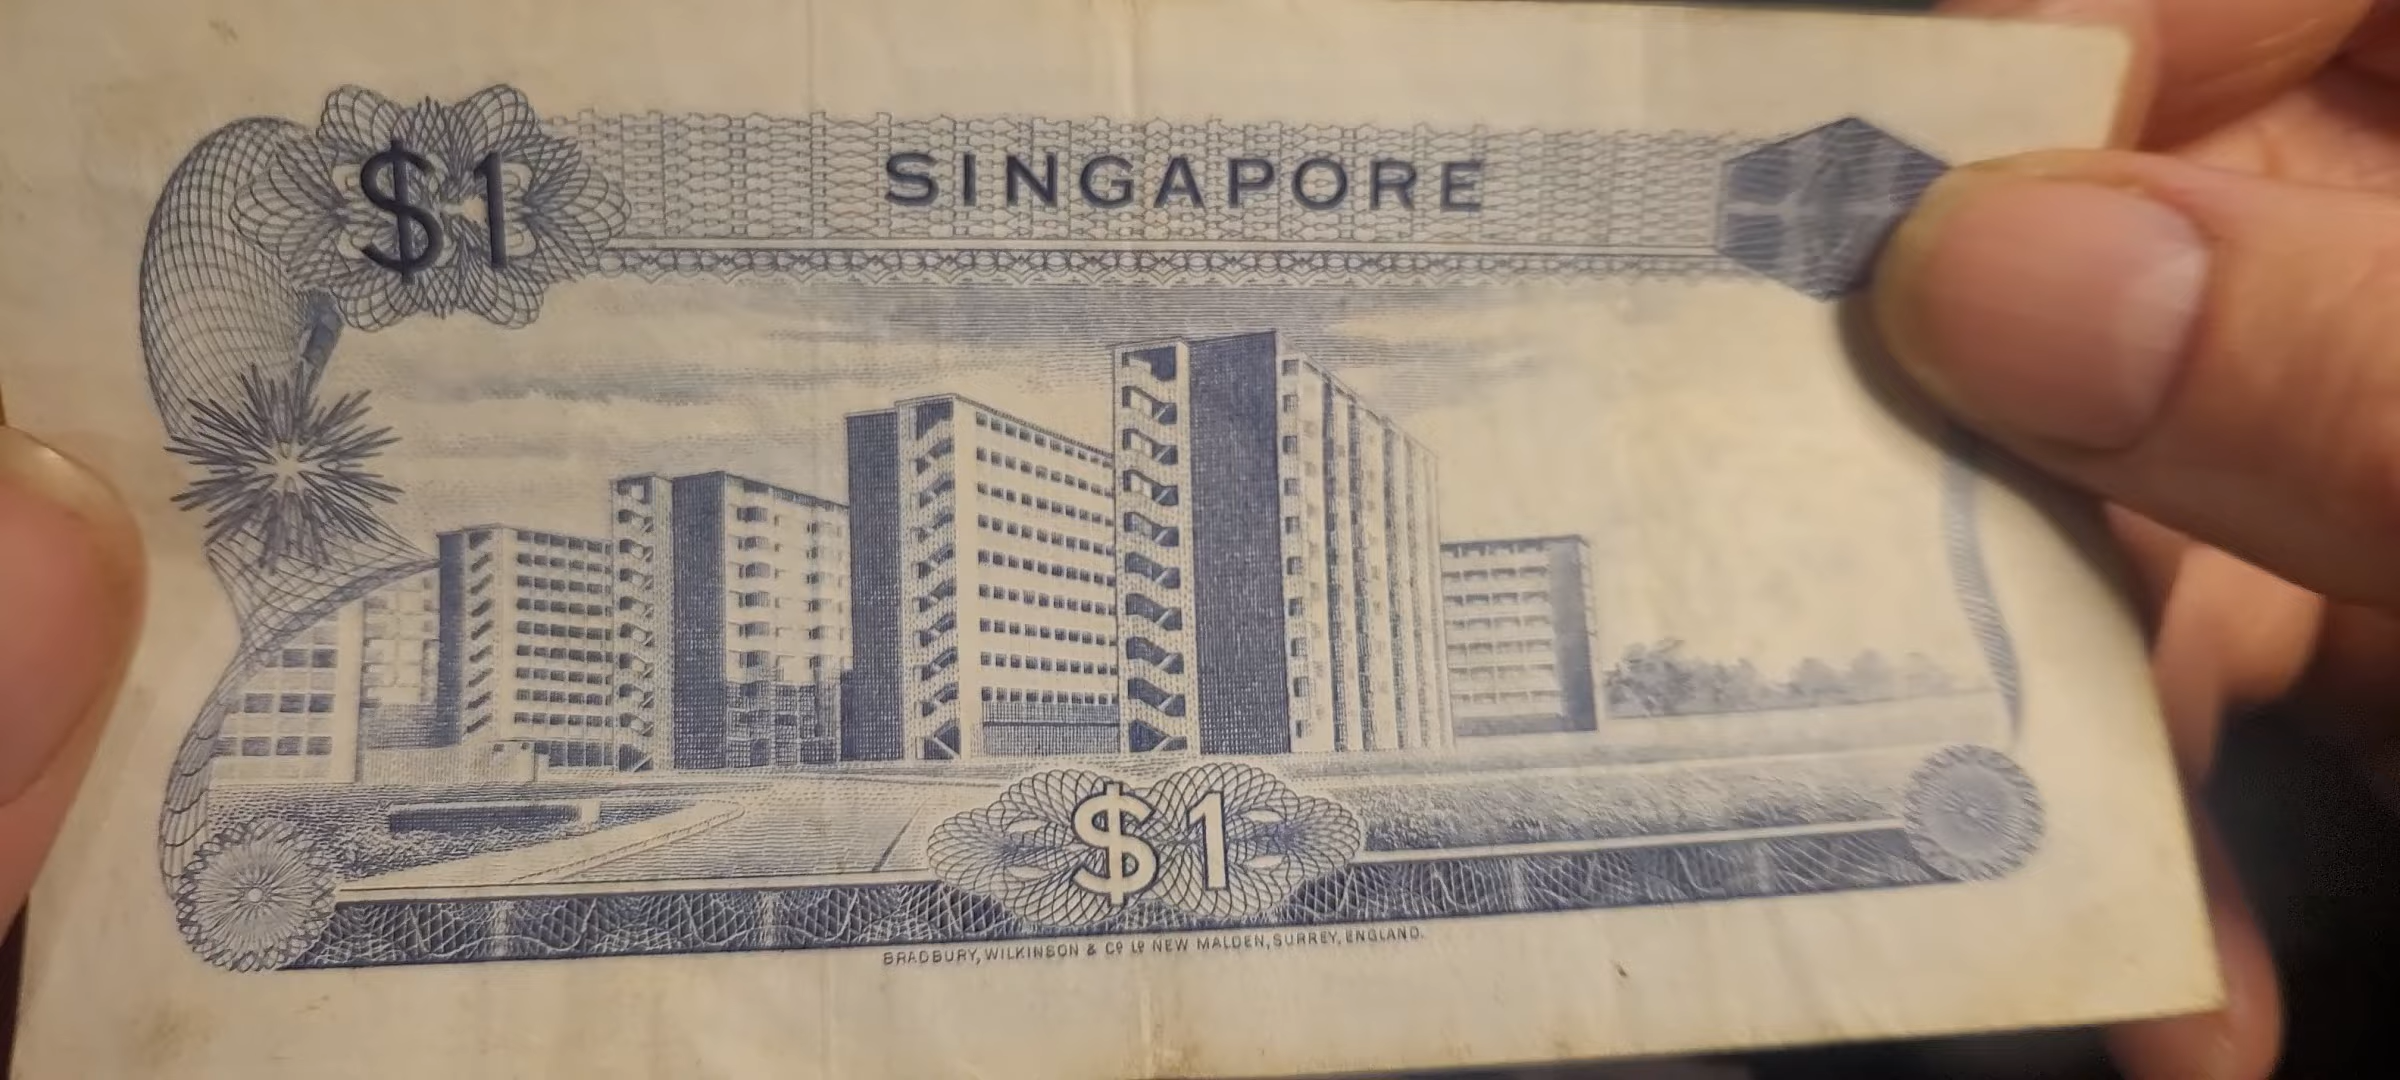 $1
SINGAPORE
$1
BRADBURY, WILKINSON & Cº Lº NEW MALDEN, SURREY, ENGLAND.